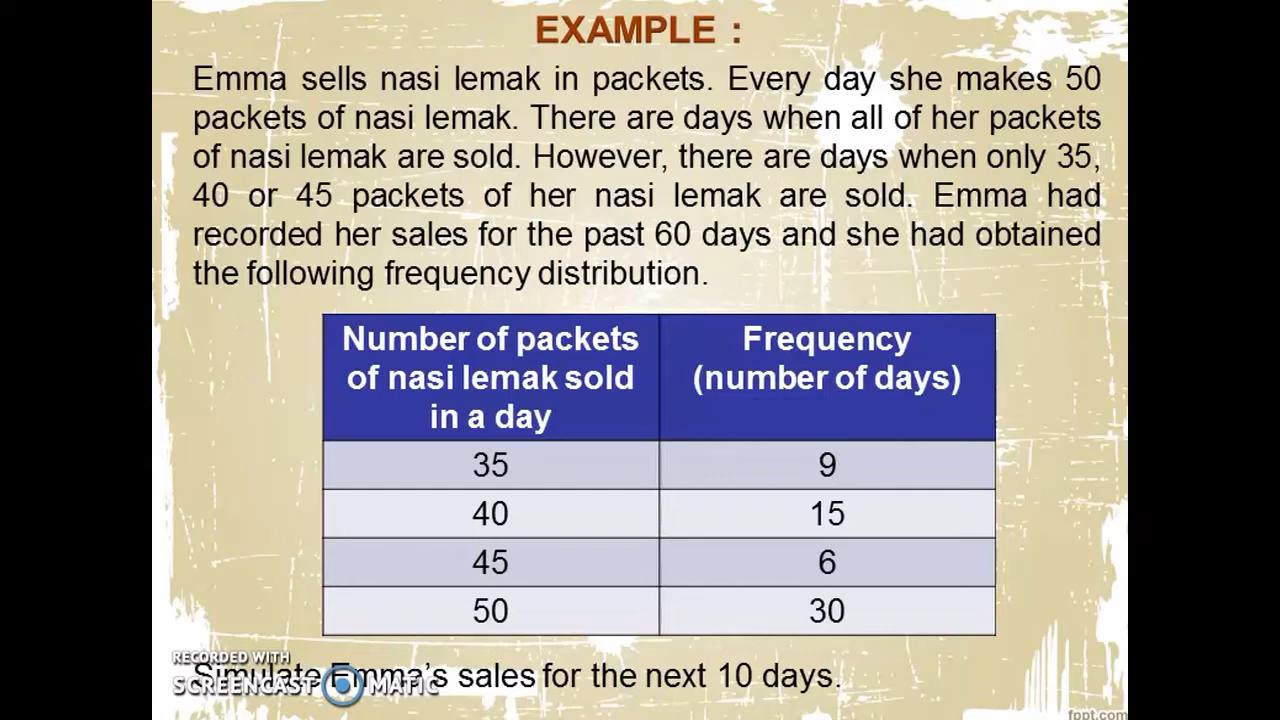 EXAMPLE :
Emma sells nasi lemak in packets. Every day she makes 50
packets of nasi lemak. There are days when all of her packets
of nasi lemak are sold. However, there are days when only 35,
40 or 45 packets of her nasi lemak are sold. Emma had
recorded her sales for the past 60 days and she had obtained
the following frequency distribution.
Number of packets
of nasi lemak sold
in a day
Frequency
(number of days)
35 9
40 15
45 6
50 30
RECORDED WITH
Simulate Emma's sales for the next 10 days.
SCREENCAST MATIC
fppt.com